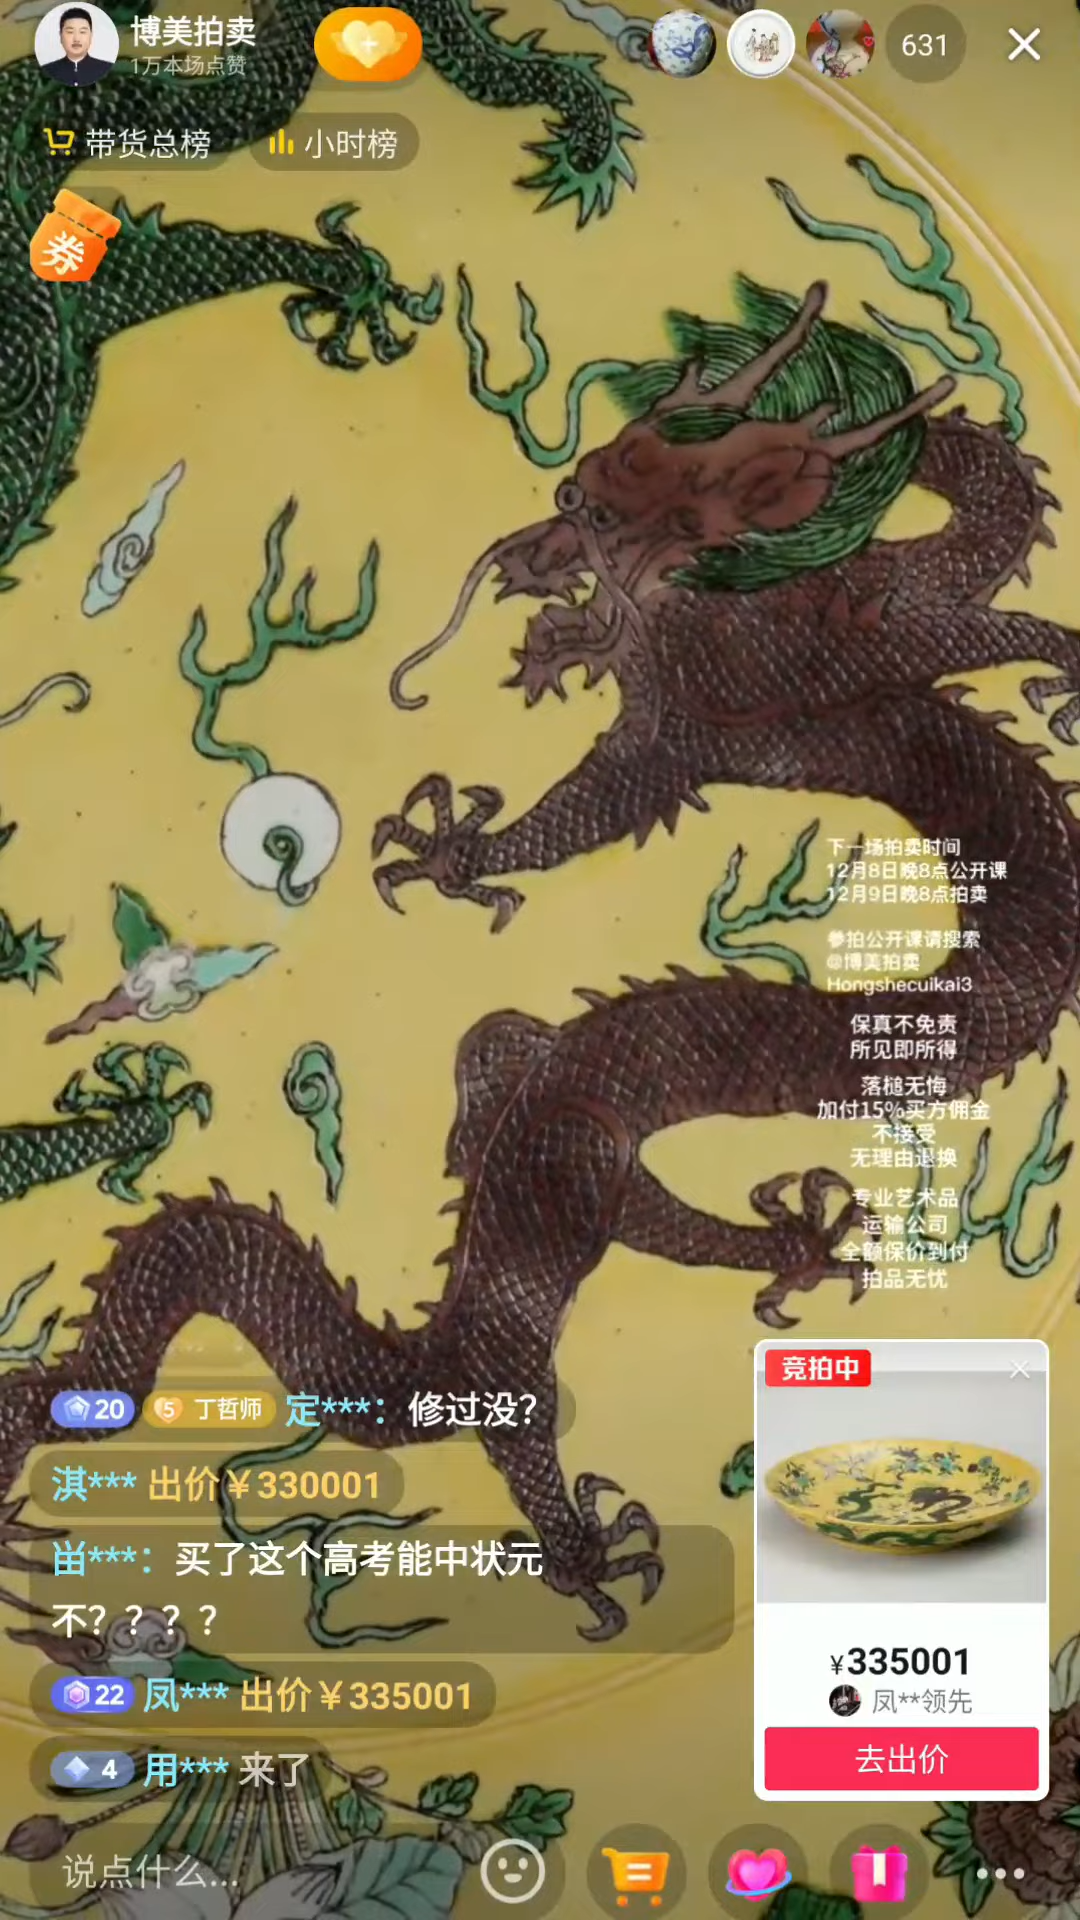 博美拍卖
1万本场点赞
631
带货总榜
小时榜
券
下一场拍卖时间
12月8日晚8点公开课
12月9日晚8点拍卖
参拍公开课请搜索
@博美拍卖
Hongshecuikai3
保真不免责
所见即所得
落槌无悔
加付15%买方佣金
不接受
无理由退换
专业艺术品
运输公司
全额保价到付
拍品无忧
竞拍中
20 5 丁哲师 定***：修过没？
淇*** 出价￥330001
岀***：买了这个高考能中状元
不？？？？
22 凤*** 出价￥335001
4 用*** 来了
¥335001
凤**领先
去出价
说点什么...